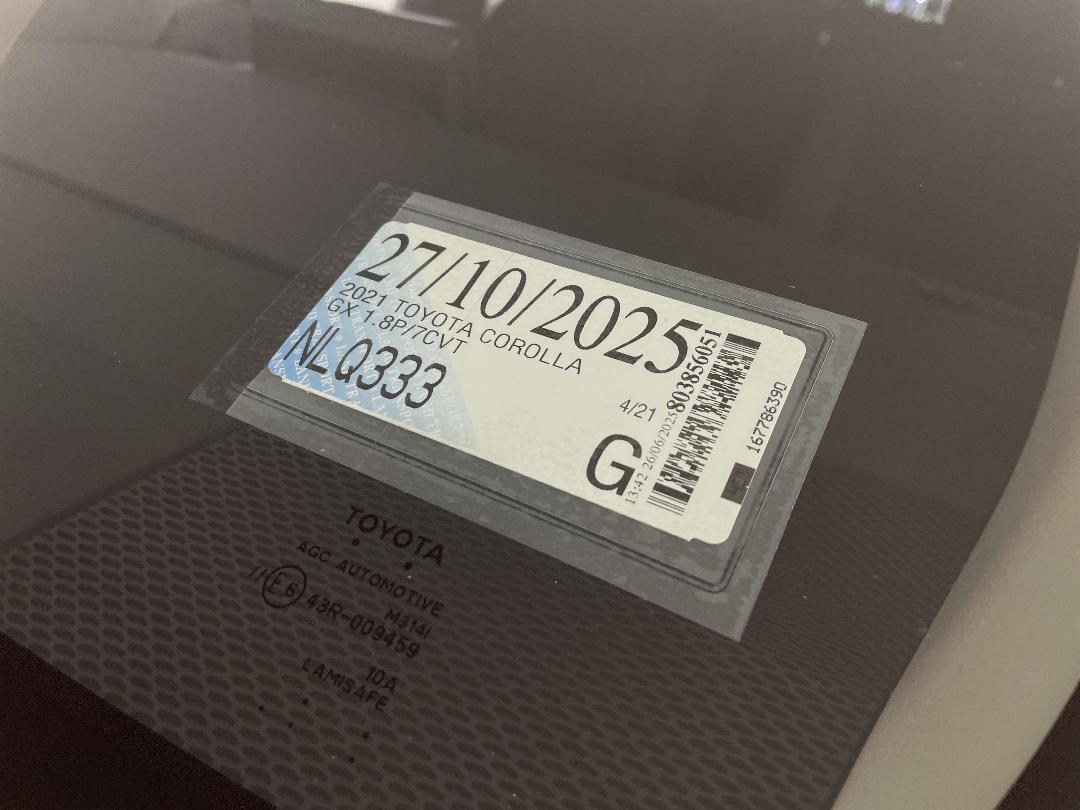 27/10/2025
2021 TOYOTA COROLLA
GX 1.8P/7CVT
NLQ333
4/21
G
13:42 26/06/2025
803856051
167786390
TOYOTA
AGC AUTOMOTIVE
M314I
//E6 43R-009459
10A
LAMISAFE